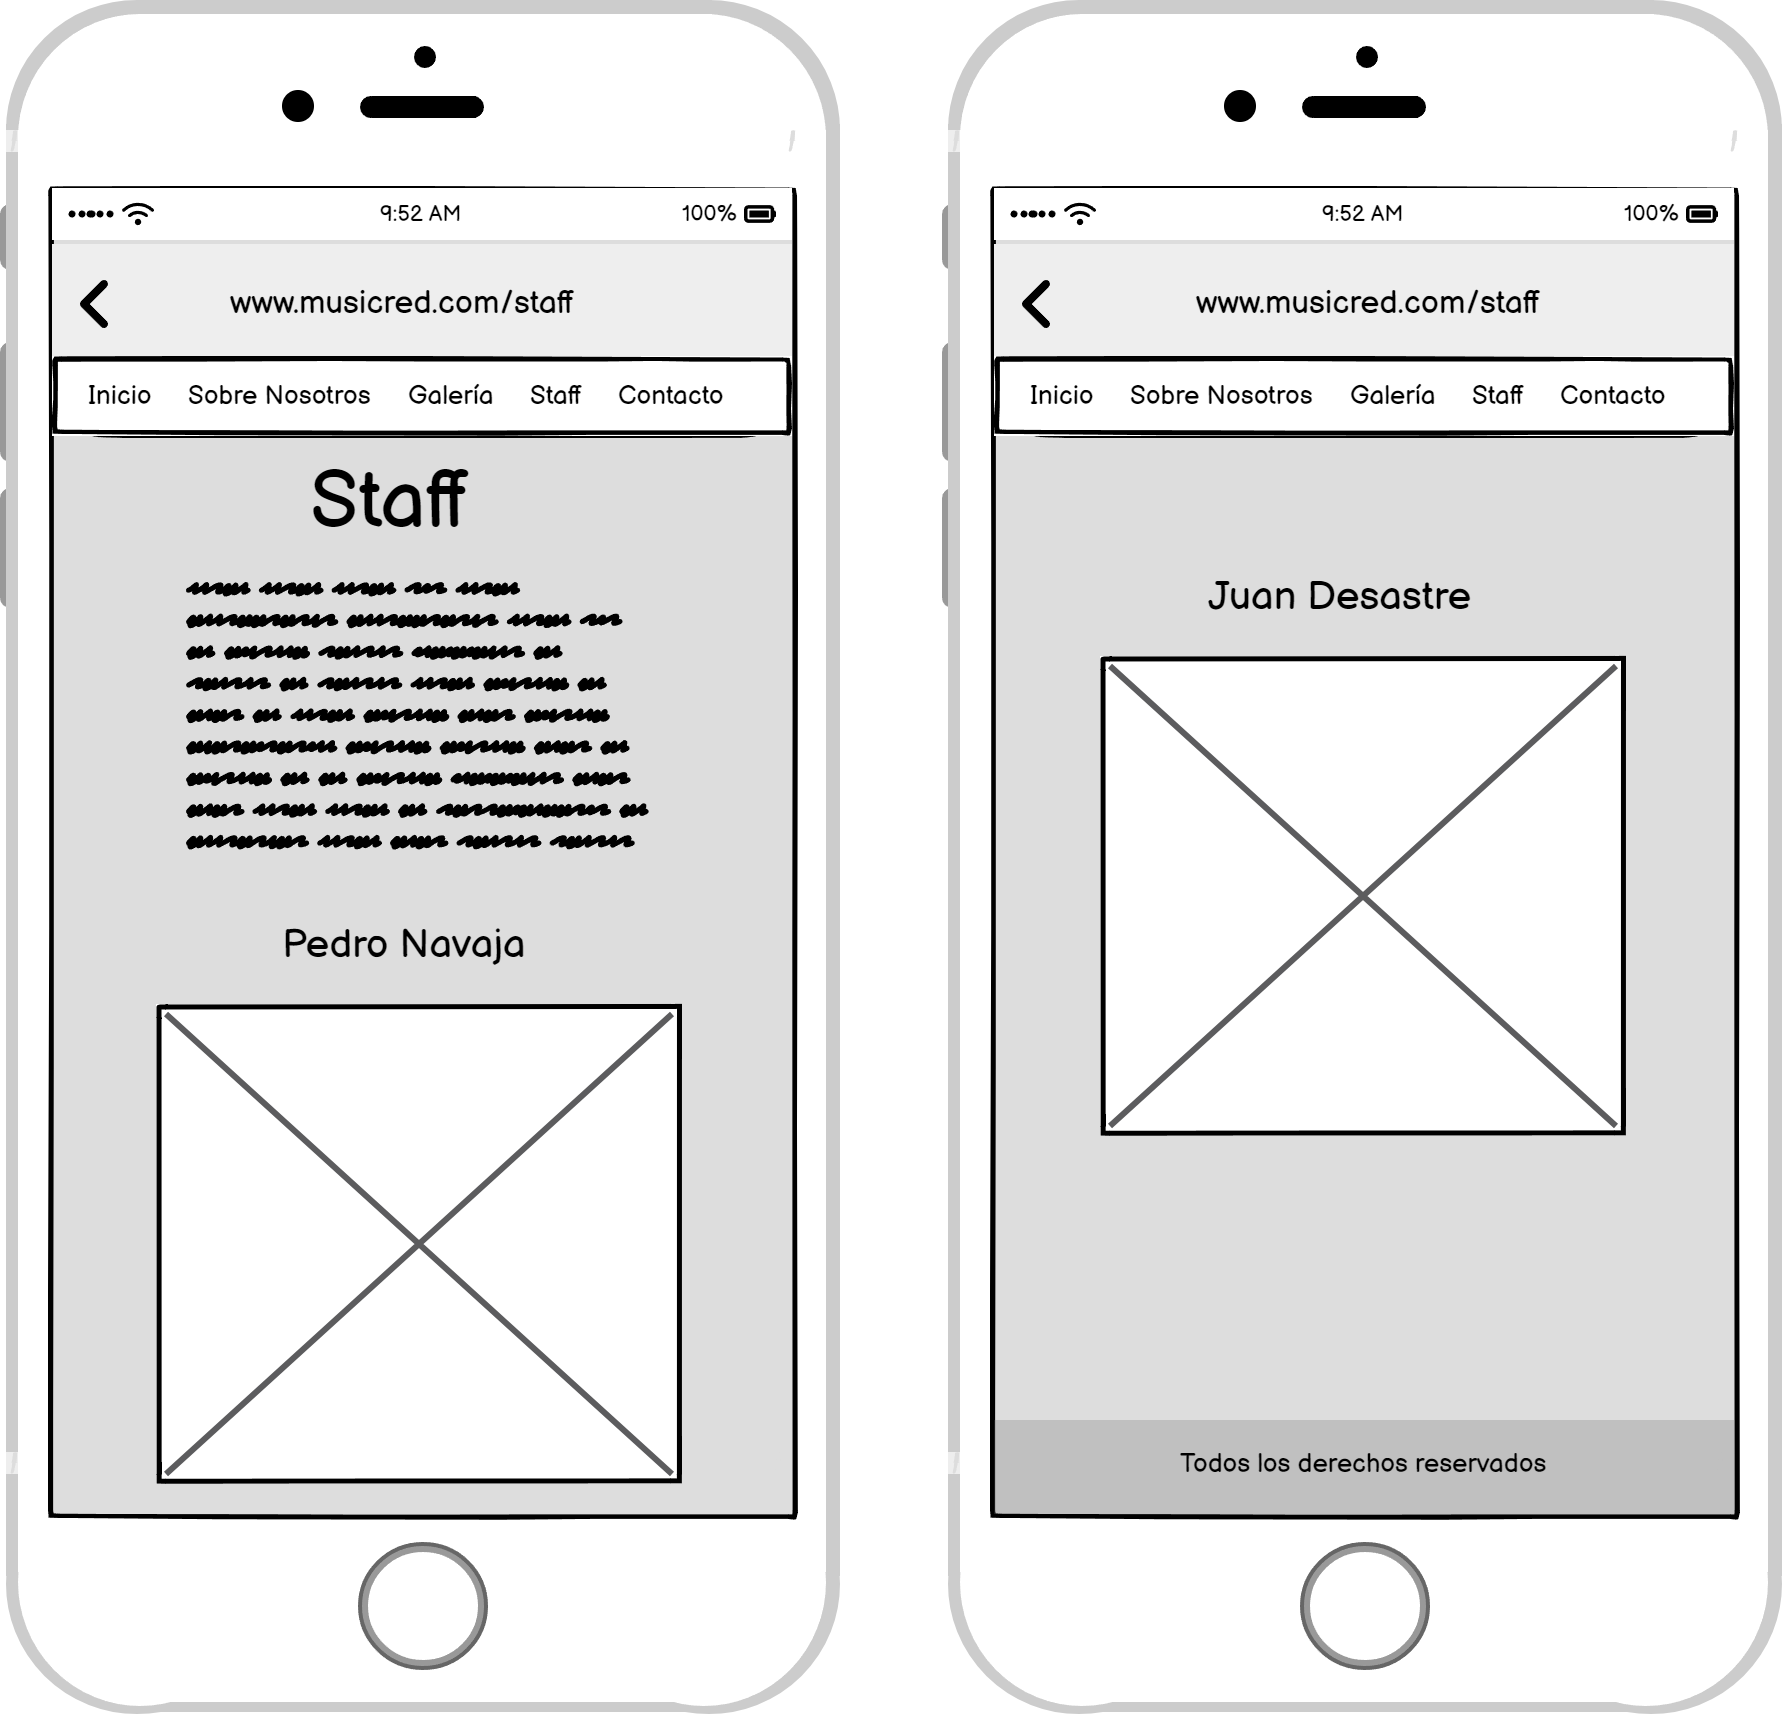 9:52 AM
100%
www.musicred.com/staff
Inicio Sobre Nosotros Galería Staff Contacto
Staff
Pedro Navaja
9:52 AM
100%
www.musicred.com/staff
Inicio Sobre Nosotros Galería Staff Contacto
Juan Desastre
Todos los derechos reservados